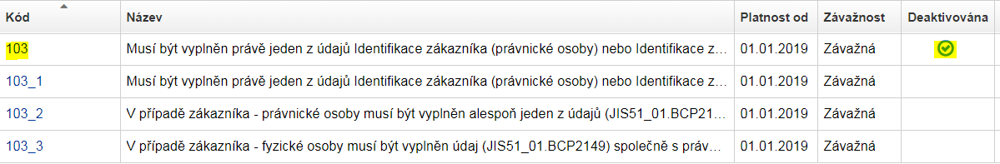 Kód Název Platnost od Závažnost Deaktivována
103 Musí být vyplněn právě jeden z údajů Identifikace zákazníka (právnické osoby) nebo Identifikace z... 01.01.2019 Závažná
103_1 Musí být vyplněn právě jeden z údajů Identifikace zákazníka (právnické osoby) nebo Identifikace z... 01.01.2019 Závažná
103_2 V případě zákazníka - právnické osoby musí být vyplněn alespoň jeden z údajů (JIS51_01.BCP21... 01.01.2019 Závažná
103_3 V případě zákazníka - fyzické osoby musí být vyplněn údaj (JIS51_01.BCP2149) společně s práv... 01.01.2019 Závažná